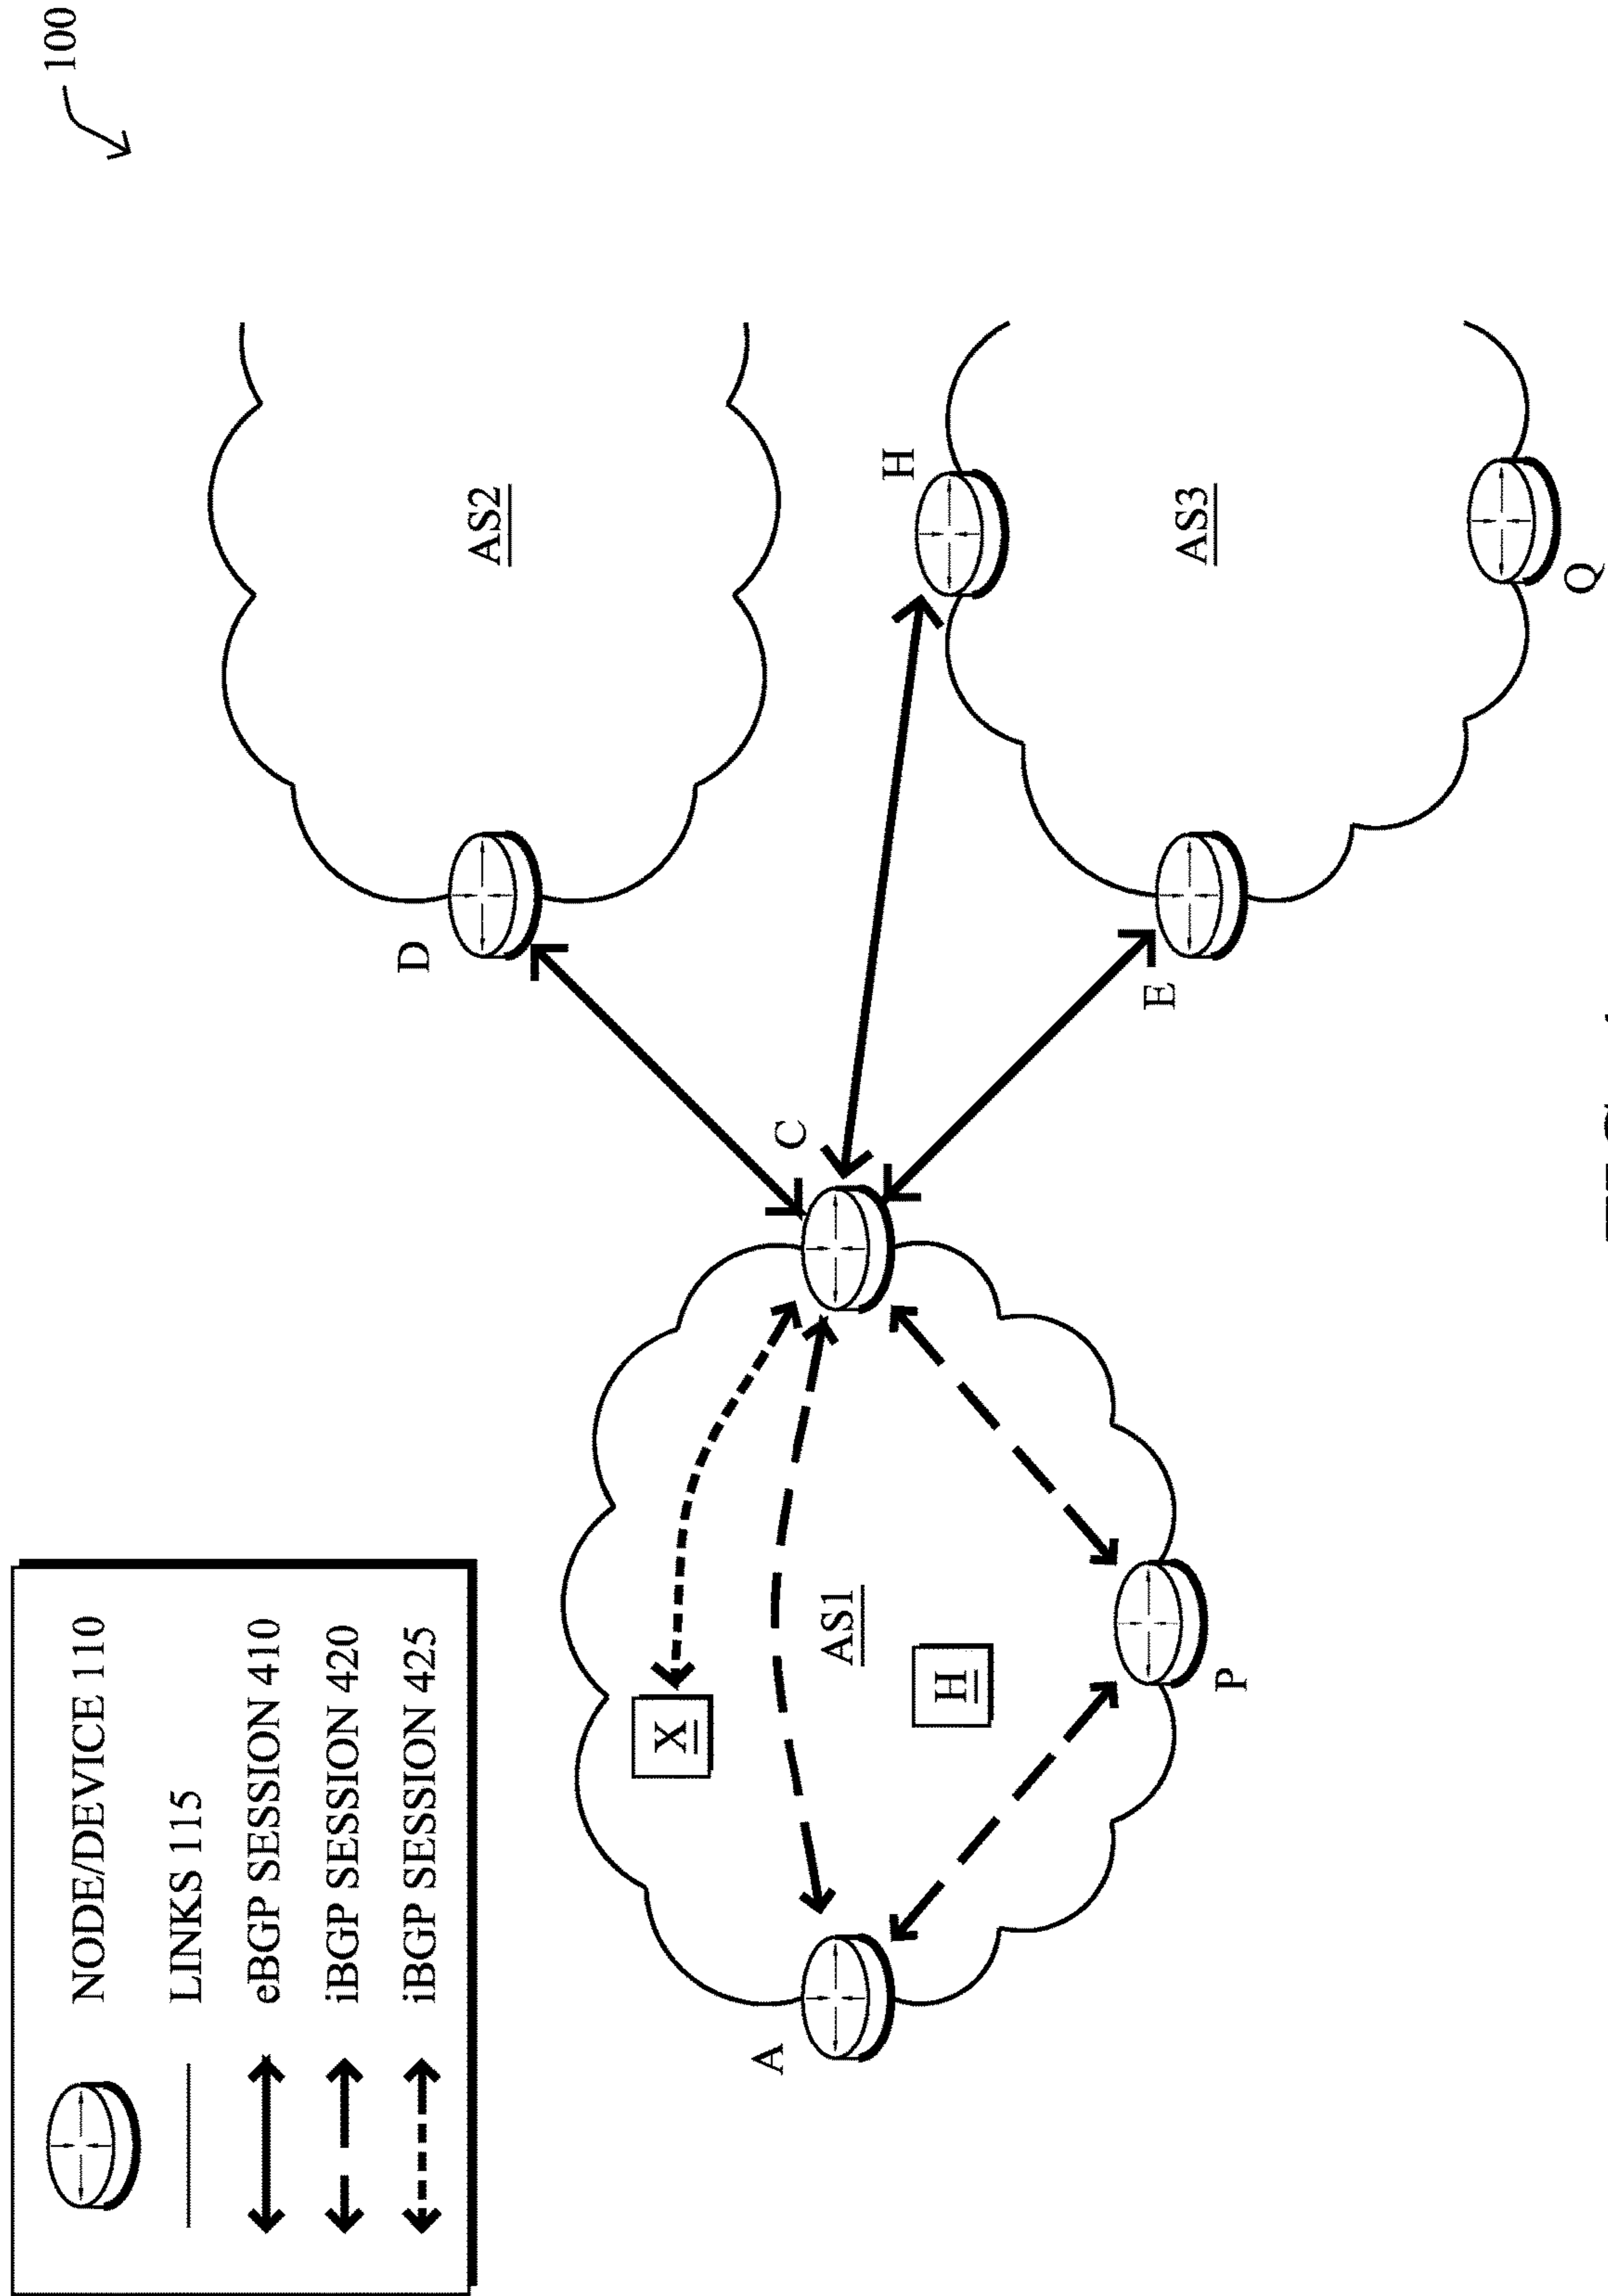 100
NODE/DEVICE 110
LINKS 115
eBGP SESSION 410
iBGP SESSION 420
iBGP SESSION 425
AS2
D
H
C
AS3
E
Q
X
A
AS1
H
P